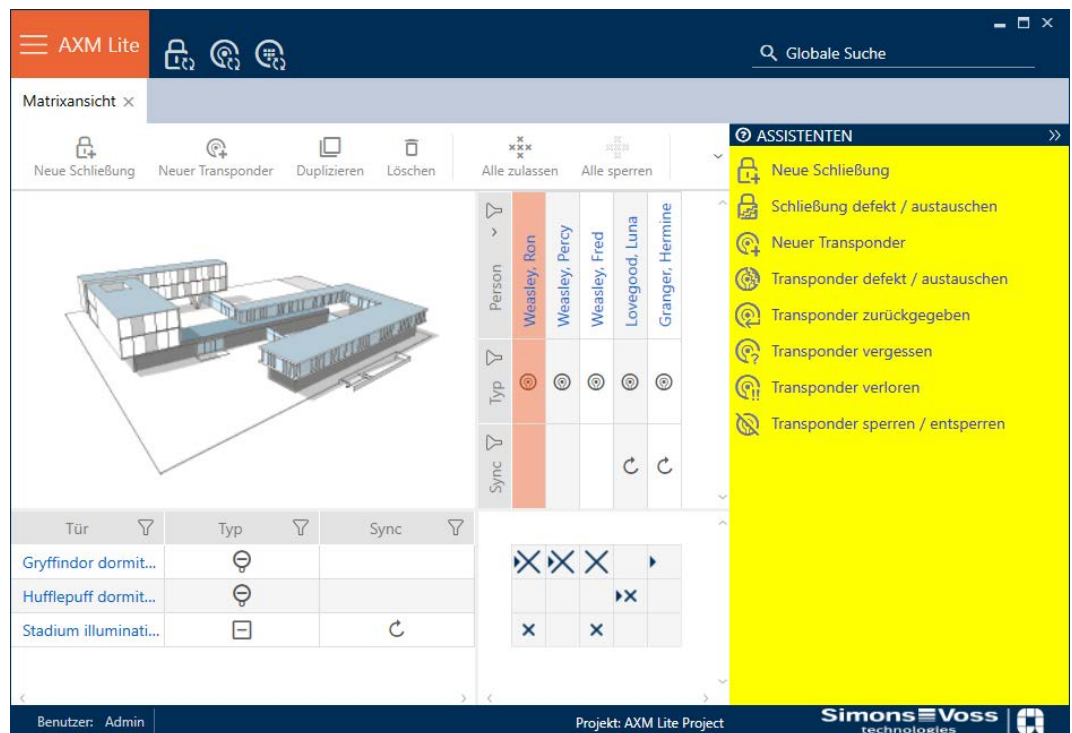 AXM Lite
Globale Suche
Matrixansicht
Neue Schließung
Neuer Transponder
Duplizieren
Löschen
Alle zulassen
Alle sperren
Person
Weasley, Ron
Weasley, Percy
Weasley, Fred
Lovegood, Luna
Granger, Hermine
Typ
Sync
Tür
Typ
Sync
Gryffindor dormit...
Hufflepuff dormit...
Stadium illuminati...
ASSISTENTEN
Neue Schließung
Schließung defekt / austauschen
Neuer Transponder
Transponder defekt / austauschen
Transponder zurückgegeben
Transponder vergessen
Transponder verloren
Transponder sperren / entsperren
Benutzer: Admin
Projekt: AXM Lite Project
Simons Voss
technologies